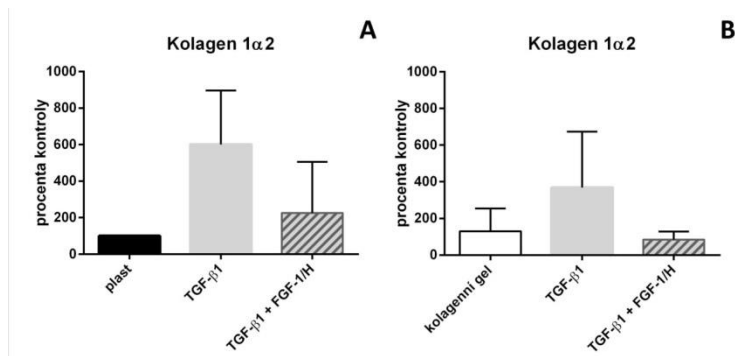 Kolagen 1α2
A
procenta kontroly
1000
800
600
400
200
0
plast
TGF-β1
TGF-β1 + FGF-1/H
Kolagen 1α2
B
procenta kontroly
1000
800
600
400
200
0
kolagenní gel
TGF-β1
TGF-β1 + FGF-1/H